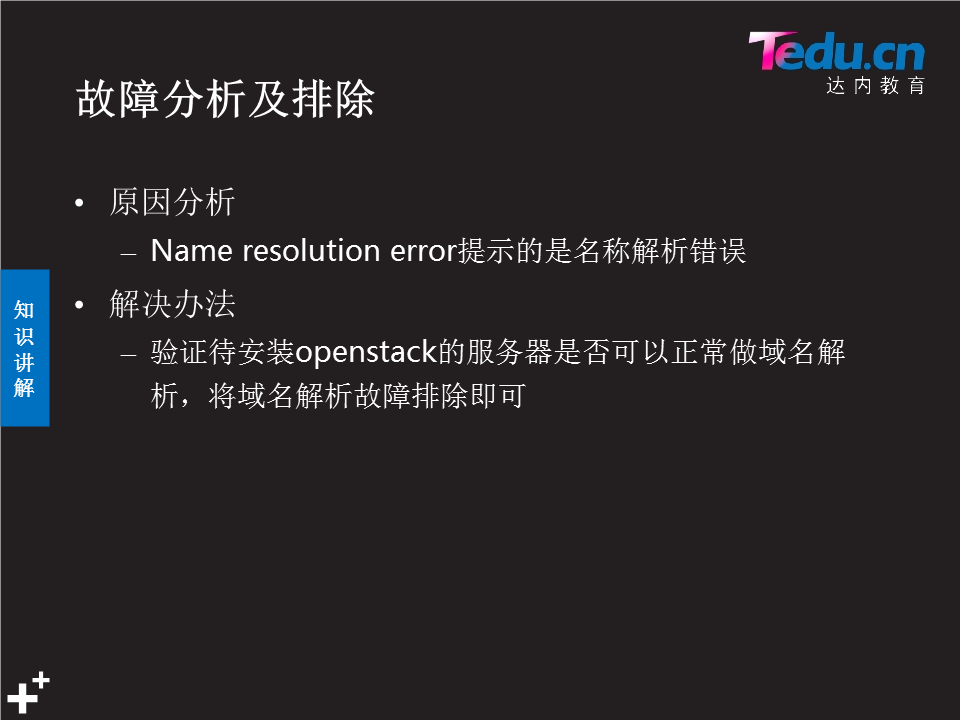 Tedu.cn
达内教育
故障分析及排除
• 原因分析
– Name resolution error提示的是名称解析错误
• 解决办法
– 验证待安装openstack的服务器是否可以正常做域名解
析，将域名解析故障排除即可
知
识
讲
解